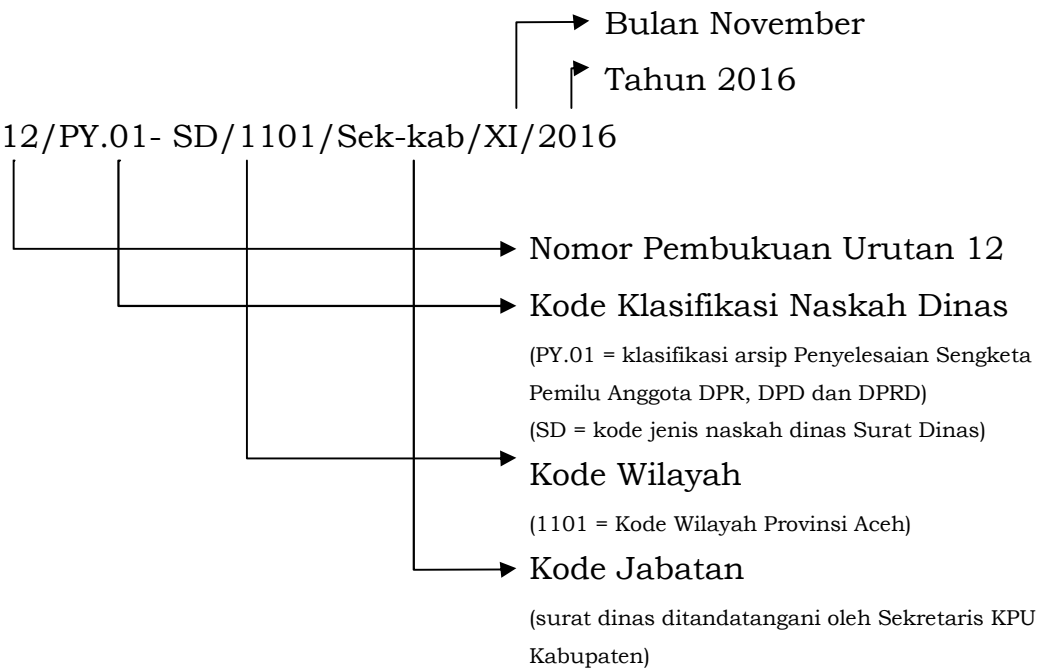 Bulan November
Tahun 2016
12/PY.01- SD/1101/Sek-kab/XI/2016
Nomor Pembukuan Urutan 12
Kode Klasifikasi Naskah Dinas
(PY.01 = klasifikasi arsip Penyelesaian Sengketa
Pemilu Anggota DPR, DPD dan DPRD)
(SD = kode jenis naskah dinas Surat Dinas)
Kode Wilayah
(1101 = Kode Wilayah Provinsi Aceh)
Kode Jabatan
(surat dinas ditandatangani oleh Sekretaris KPU
Kabupaten)